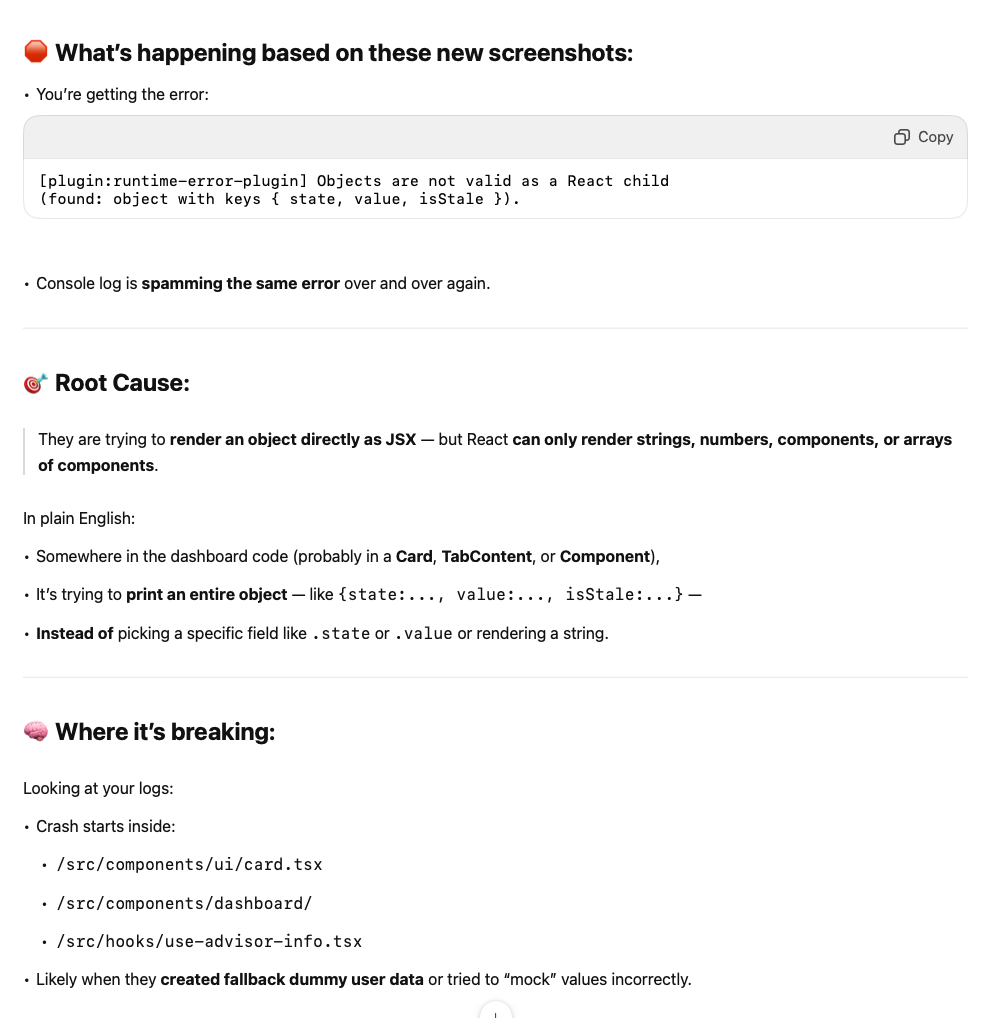 🛑 What’s happening based on these new screenshots:
• You’re getting the error:
Copy
[plugin:runtime-error-plugin] Objects are not valid as a React child
(found: object with keys { state, value, isStale }).
• Console log is spamming the same error over and over again.
🎯 Root Cause:
They are trying to render an object directly as JSX — but React can only render strings, numbers, components, or arrays
of components.
In plain English:
• Somewhere in the dashboard code (probably in a Card, TabContent, or Component),
• It’s trying to print an entire object — like {state:..., value:..., isStale:...} —
• Instead of picking a specific field like .state or .value or rendering a string.
🧠 Where it’s breaking:
Looking at your logs:
• Crash starts inside:
• /src/components/ui/card.tsx
• /src/components/dashboard/
• /src/hooks/use-advisor-info.tsx
• Likely when they created fallback dummy user data or tried to “mock” values incorrectly.